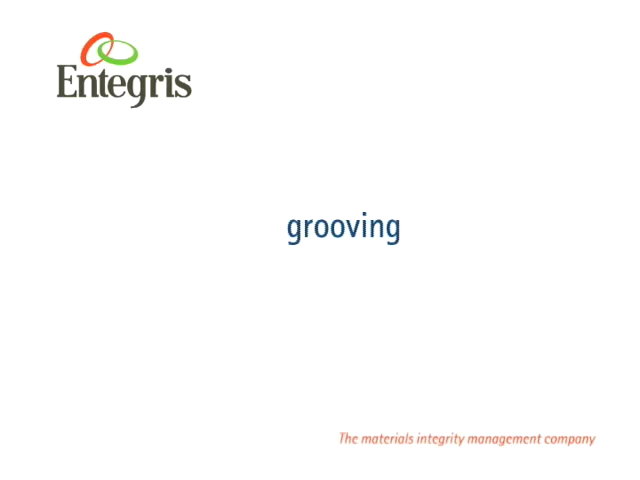 Entegris
grooving
The materials integrity management company